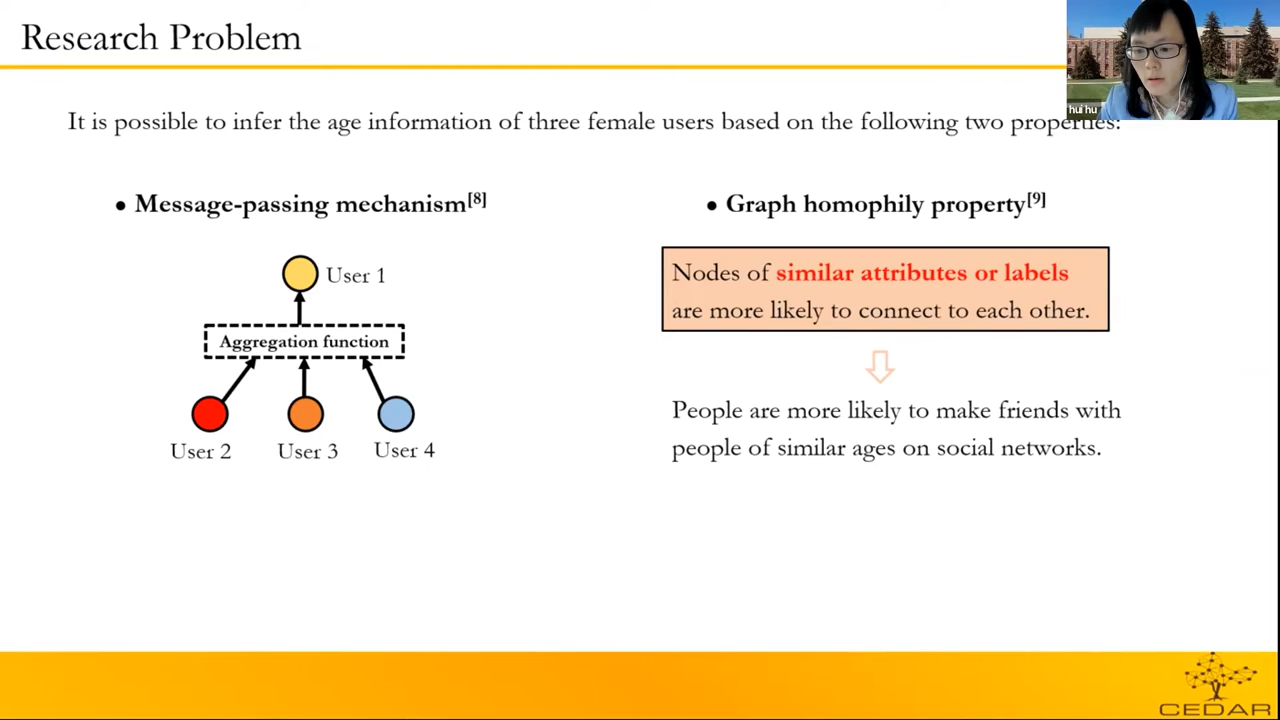 Research Problem
hui hu
It is possible to infer the age information of three female users based on the following two properties:
• Message-passing mechanism[8]
• Graph homophily property[9]
User 1
Aggregation function
User 2 User 3 User 4
Nodes of similar attributes or labels
are more likely to connect to each other.
People are more likely to make friends with
people of similar ages on social networks.
CEDAR